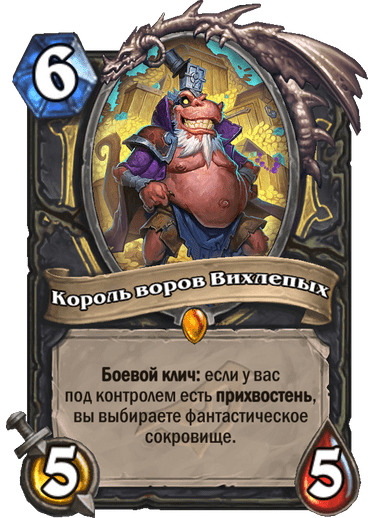 6
Король воров Вихлепых
Боевой клич: если у вас
под контролем есть прихвостень,
вы выбираете фантастическое
сокровище.
5
5